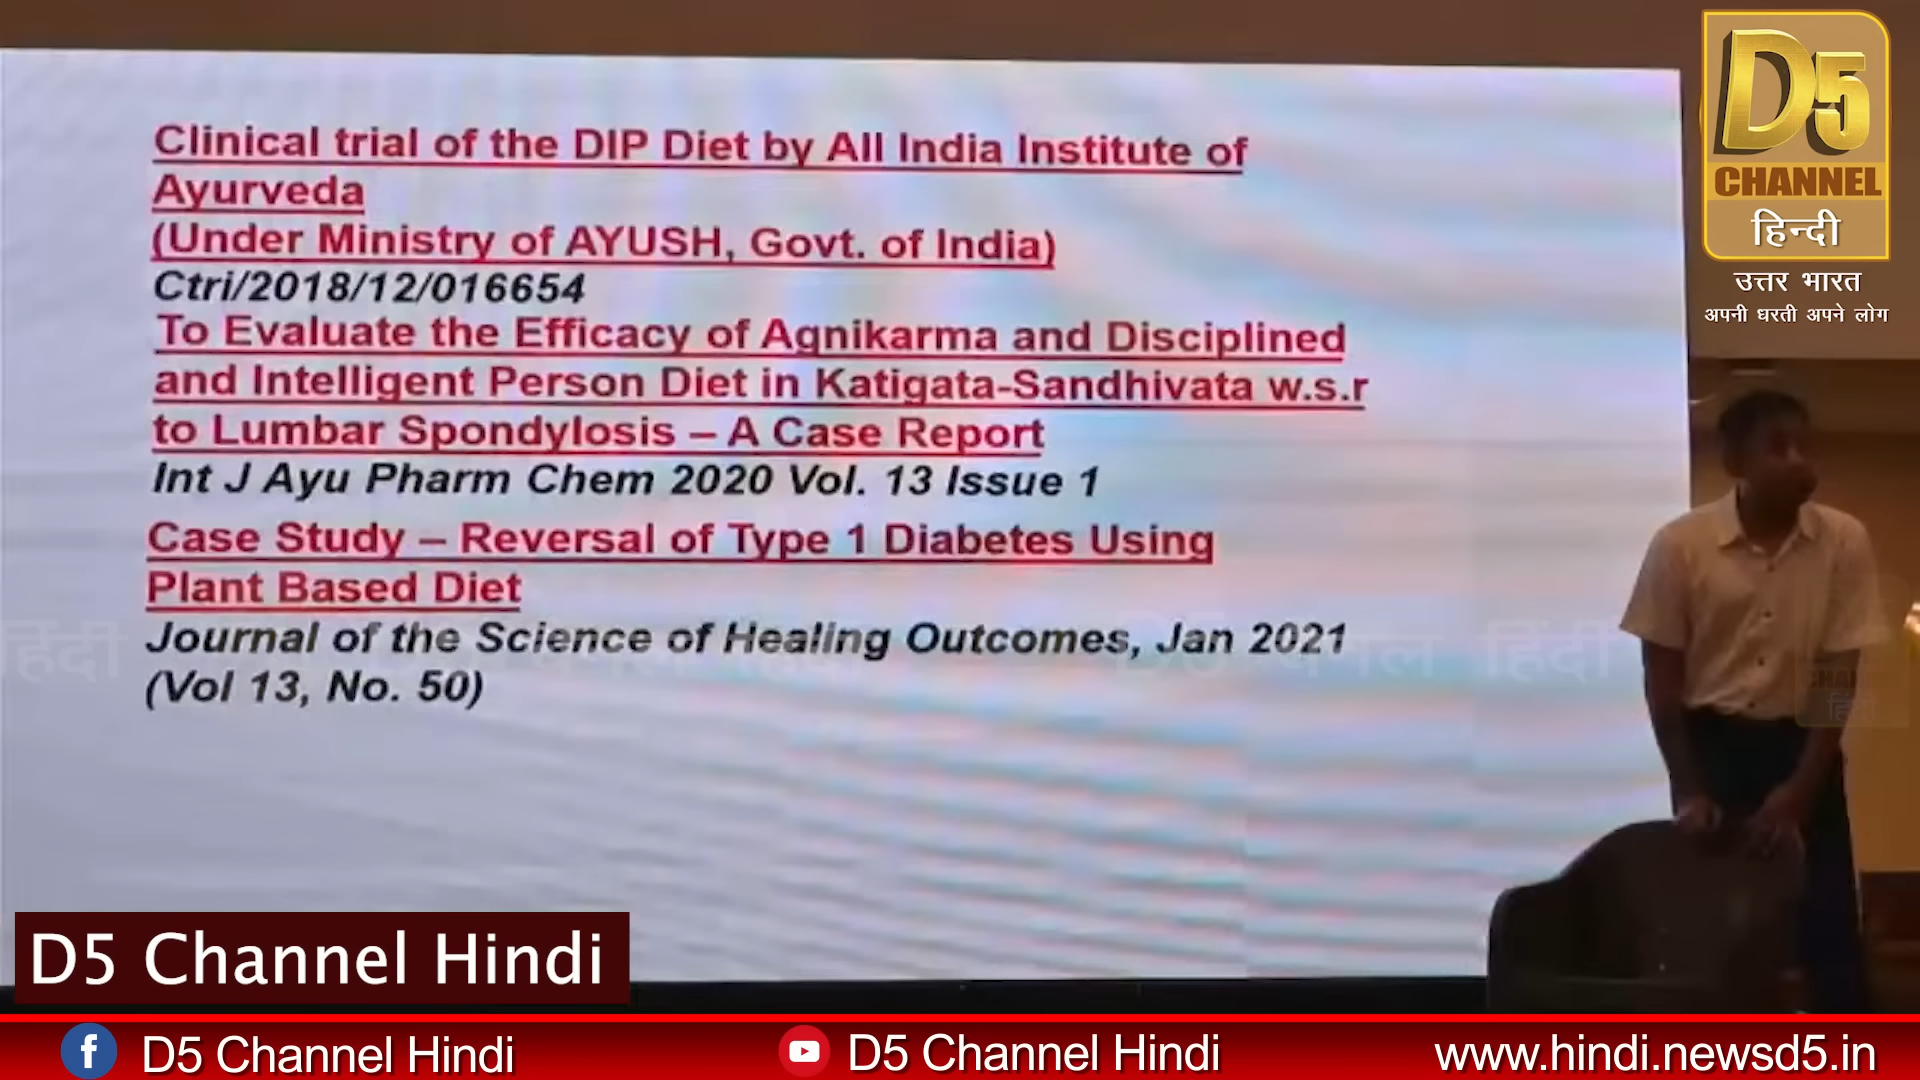 Clinical trial of the DIP Diet by All India Institute of
Ayurveda
(Under Ministry of AYUSH, Govt. of India)
Ctri/2018/12/016654
To Evaluate the Efficacy of Agnikarma and Disciplined
and Intelligent Person Diet in Katigata-Sandhivata w.s.r
to Lumbar Spondylosis – A Case Report
Int J Ayu Pharm Chem 2020 Vol. 13 Issue 1
Case Study – Reversal of Type 1 Diabetes Using
Plant Based Diet
Journal of the Science of Healing Outcomes, Jan 2021
(Vol 13, No. 50)
D5
CHANNEL
हिन्दी
उत्तर भारत
अपनी धरती अपने लोग
हिंदी
D5 चैनल हिंदी
D5 Channel Hindi
D5 Channel Hindi
D5 Channel Hindi
www.hindi.newsd5.in